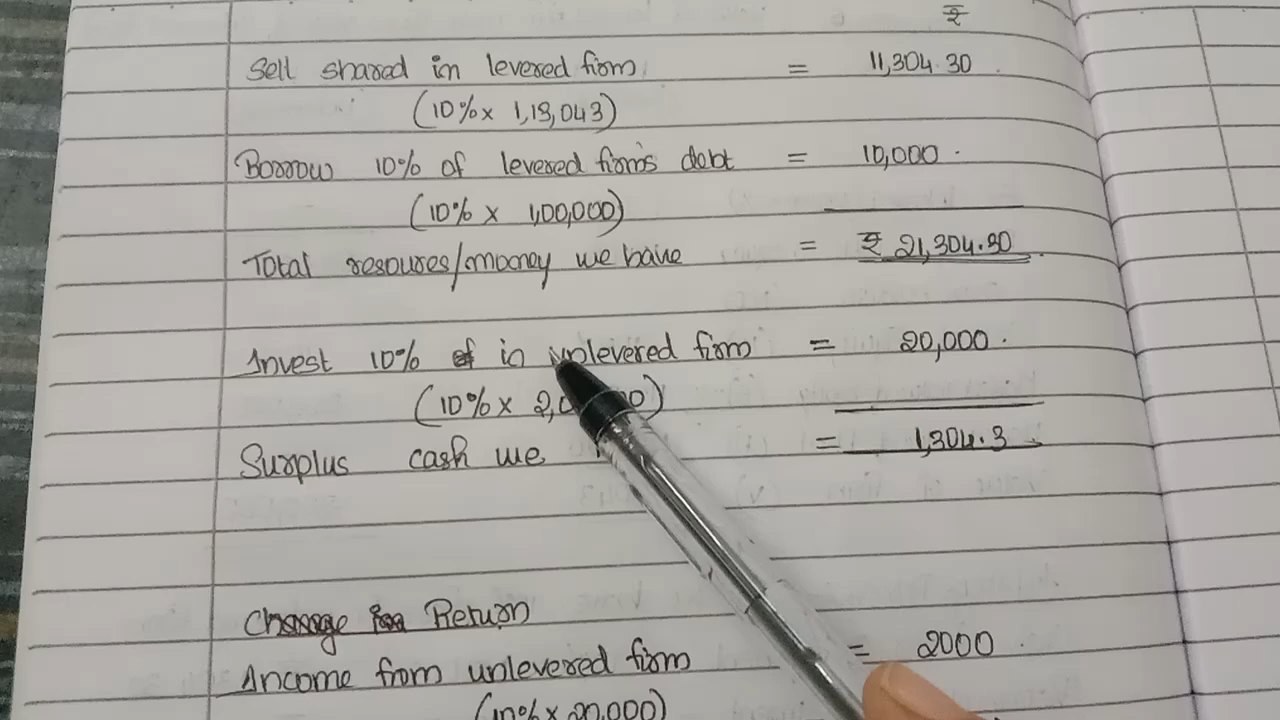 ₹
Sell shared in levered firm = 11,304.30
(10% x 1,13,043)
Borrow 10% of levered firm's debt = 10,000.
(10% x 1,00,000)
Total resoures/money we have = ₹ 21,304.30
Invest 10% in unlevered firm = 20,000.
(10% x
Surplus cash we = 1,304.3
Change Return
Income from unlevered firm = 2000.
(10% x 20,000)